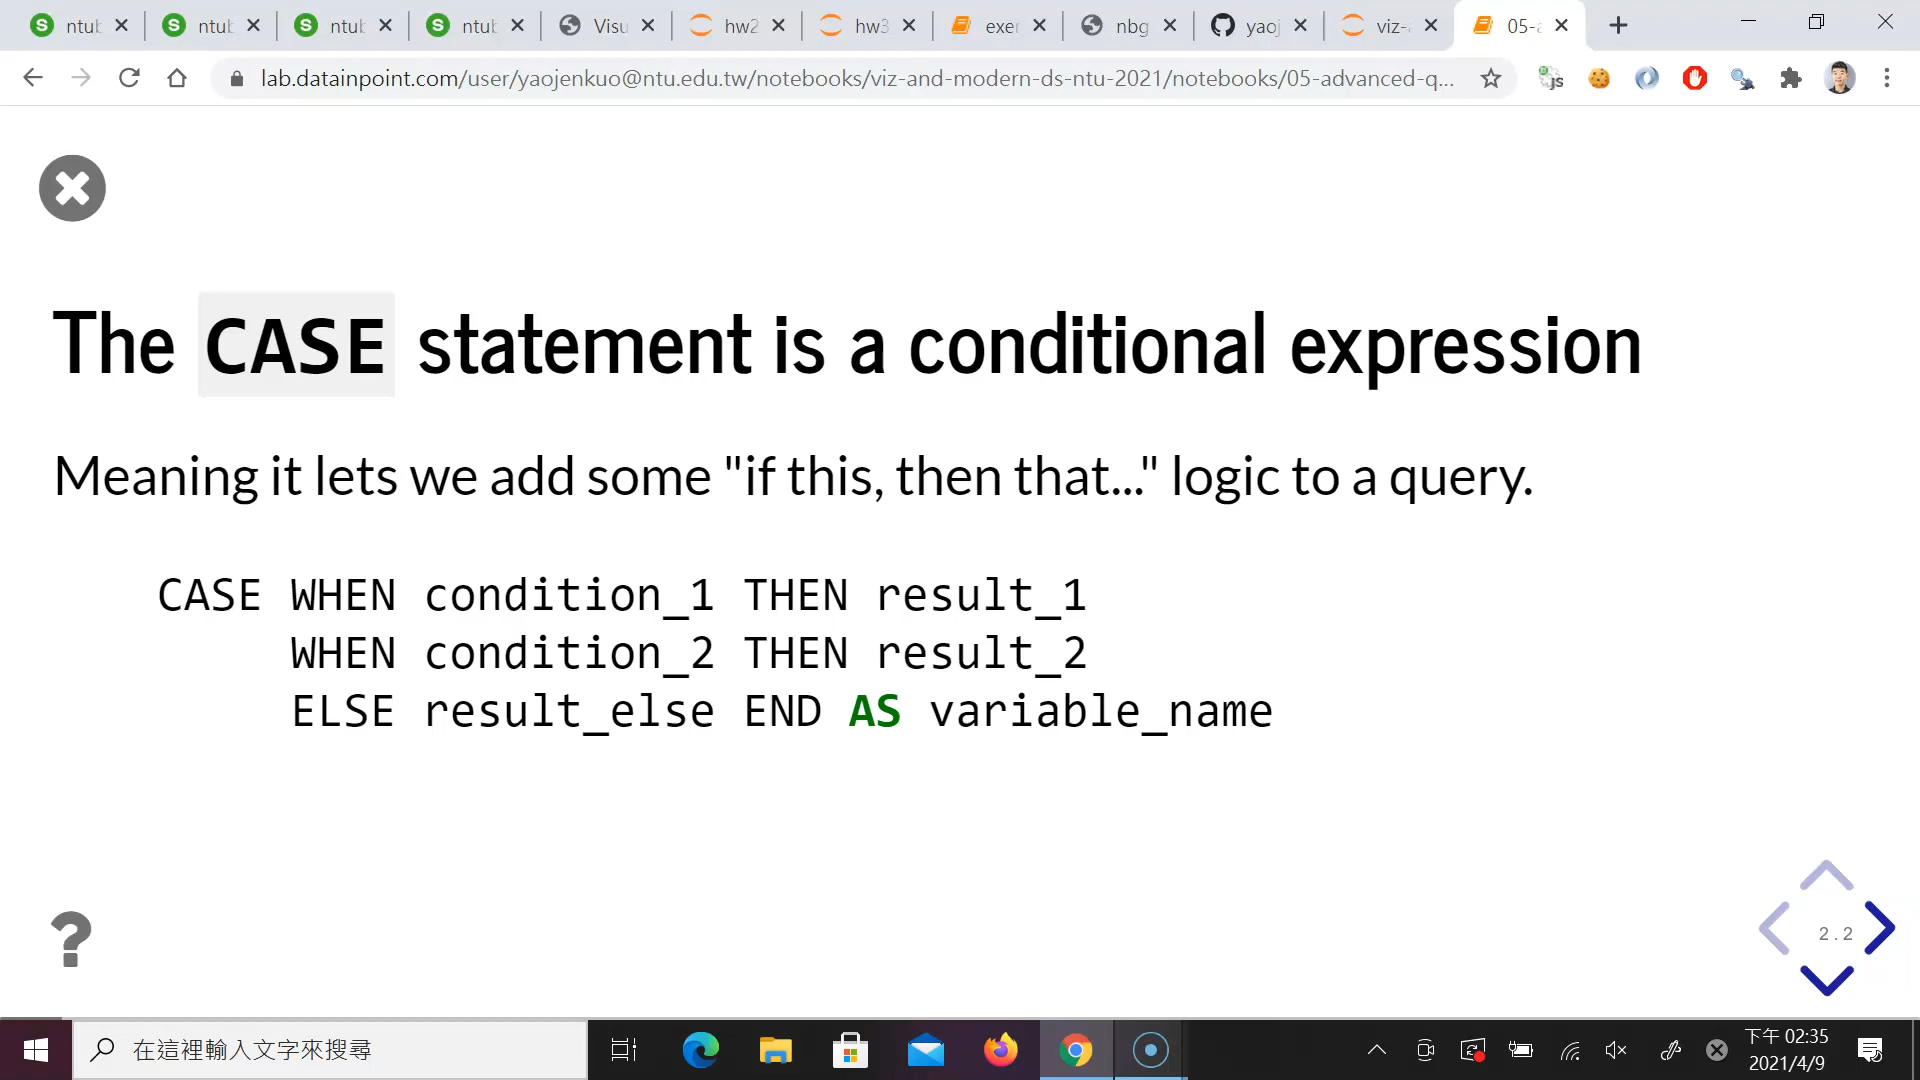 ntub
ntub
ntub
ntub
Visu
hw2
hw3
exer
nbg
yaoj
viz-a
05-a
lab.datainpoint.com/user/yaojenkuo@ntu.edu.tw/notebooks/viz-and-modern-ds-ntu-2021/notebooks/05-advanced-q...
The CASE statement is a conditional expression
Meaning it lets we add some "if this, then that..." logic to a query.
CASE WHEN condition_1 THEN result_1
WHEN condition_2 THEN result_2
ELSE result_else END AS variable_name
2.2
在這裡輸入文字來搜尋
下午 02:35
2021/4/9